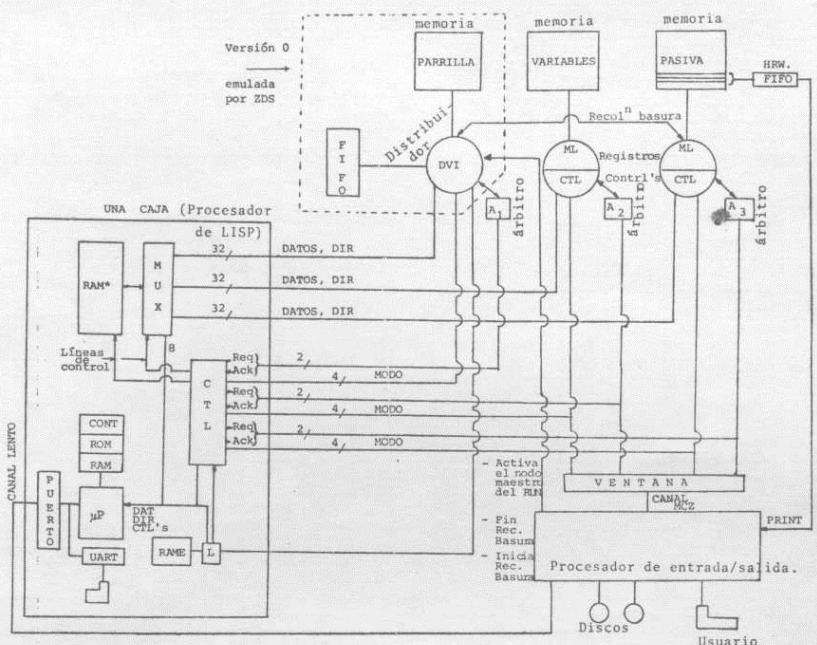 memoria
memoria
memoria
Versión 0
emulada
por ZDS
PARRILLA
VARIABLES
PASIVA
HRW.
FIFO
Distribuidor
Recolⁿ basura
FIFO
DVI
ML
CTL
Registros
Contrl's
ML
CTL
A1
árbitro
A2
árbitro
A3
árbitro
UNA CAJA (Procesador
de LISP)
RAM*
MUX
32
DATOS, DIR
32
DATOS, DIR
32
DATOS, DIR
Líneas
de
control
8
CTL
Req
Ack
2
4
MODO
Req
Ack
2
4
MODO
Req
Ack
2
4
MODO
CANAL LENTO
CONT
ROM
RAM
PUERTO
µP
DAT
DIR
CTL's
UART
RAME
L
- Activa
el nodo
maestro
del RUN
VENTANA
CANAL
MCZ
PRINT
- Fin
Rec.
Basura
- Inicia
Rec.
Basura
Procesador de entrada/salida.
Discos
Usuario